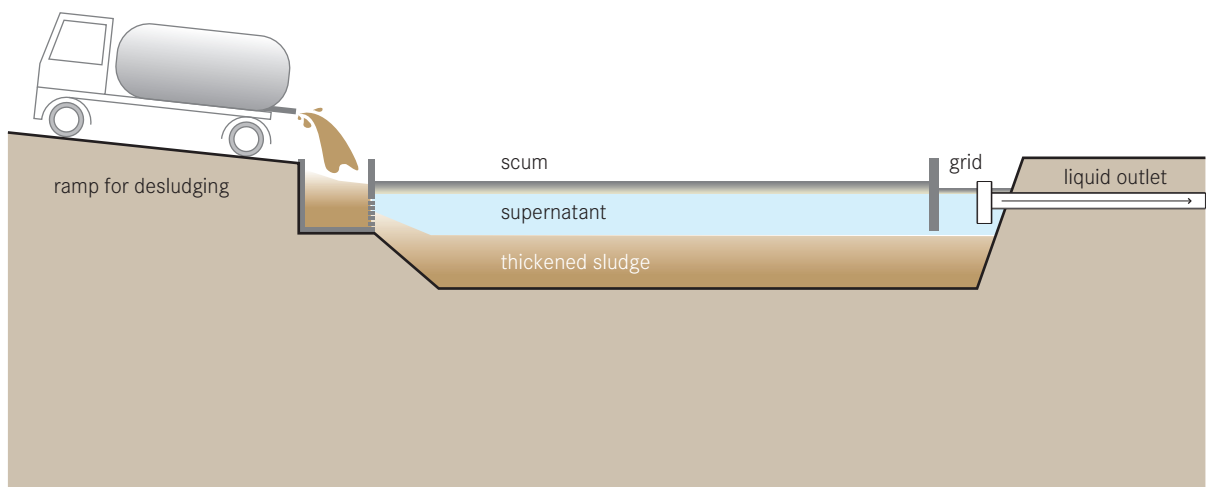 scum
grid
ramp for desludging
liquid outlet
supernatant
thickened sludge